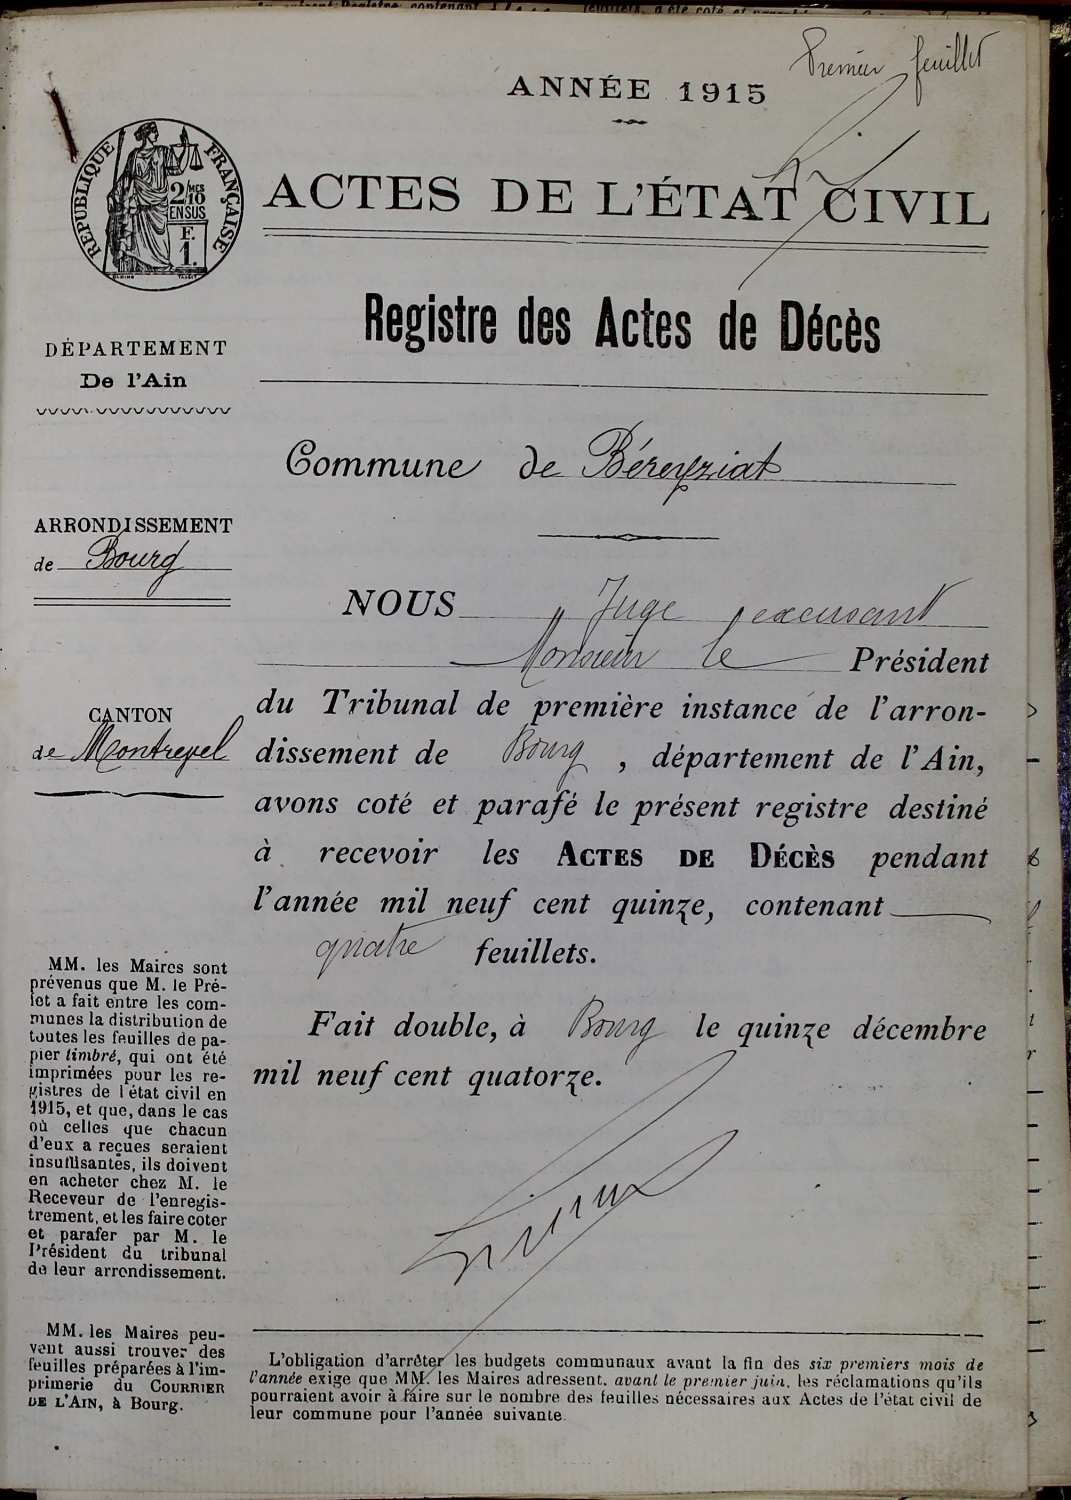 Premier feuillet
ANNÉE 1915
RÉPUBLIQUE FRANÇAISE
2/MES
10
EN SUS
F.
1.
ACTES DE L'ÉTAT CIVIL
Registre des Actes de Décès
DÉPARTEMENT
De l'Ain
Commune de Béreyziat
ARRONDISSEMENT
de Bourg
CANTON
de Montrevel
NOUS Juge excusant
Monsieur le Président
du Tribunal de première instance de l'arron-
dissement de Bourg, département de l'Ain,
avons coté et parafé le présent registre destiné
à recevoir les ACTES DE DÉCÈS pendant
l'année mil neuf cent quinze, contenant
quatre feuillets.
Fait double, à Bourg le quinze décembre
mil neuf cent quatorze.
MM. les Maires sont
prévenus que M. le Pré-
fet a fait entre les com-
munes la distribution de
toutes les feuilles de pa-
pier timbré, qui ont été
imprimées pour les re-
gistres de l'état civil en
1915, et que, dans le cas
où celles que chacun
d'eux a reçues seraient
insuffisantes, ils doivent
en acheter chez M. le
Receveur de l'enregis-
trement, et les faire coter
et parafer par M. le
Président du tribunal
de leur arrondissement.
MM. les Maires peu-
vent aussi trouver des
feuilles préparées à l'im-
primerie du COURRIER
DE L'AIN, à Bourg.
L'obligation d'arrêter les budgets communaux avant la fin des six premiers mois de
l'année exige que MM. les Maires adressent, avant le premier juin, les réclamations qu'ils
pourraient avoir à faire sur le nombre des feuilles nécessaires aux Actes de l'état civil de
leur commune pour l'année suivante.